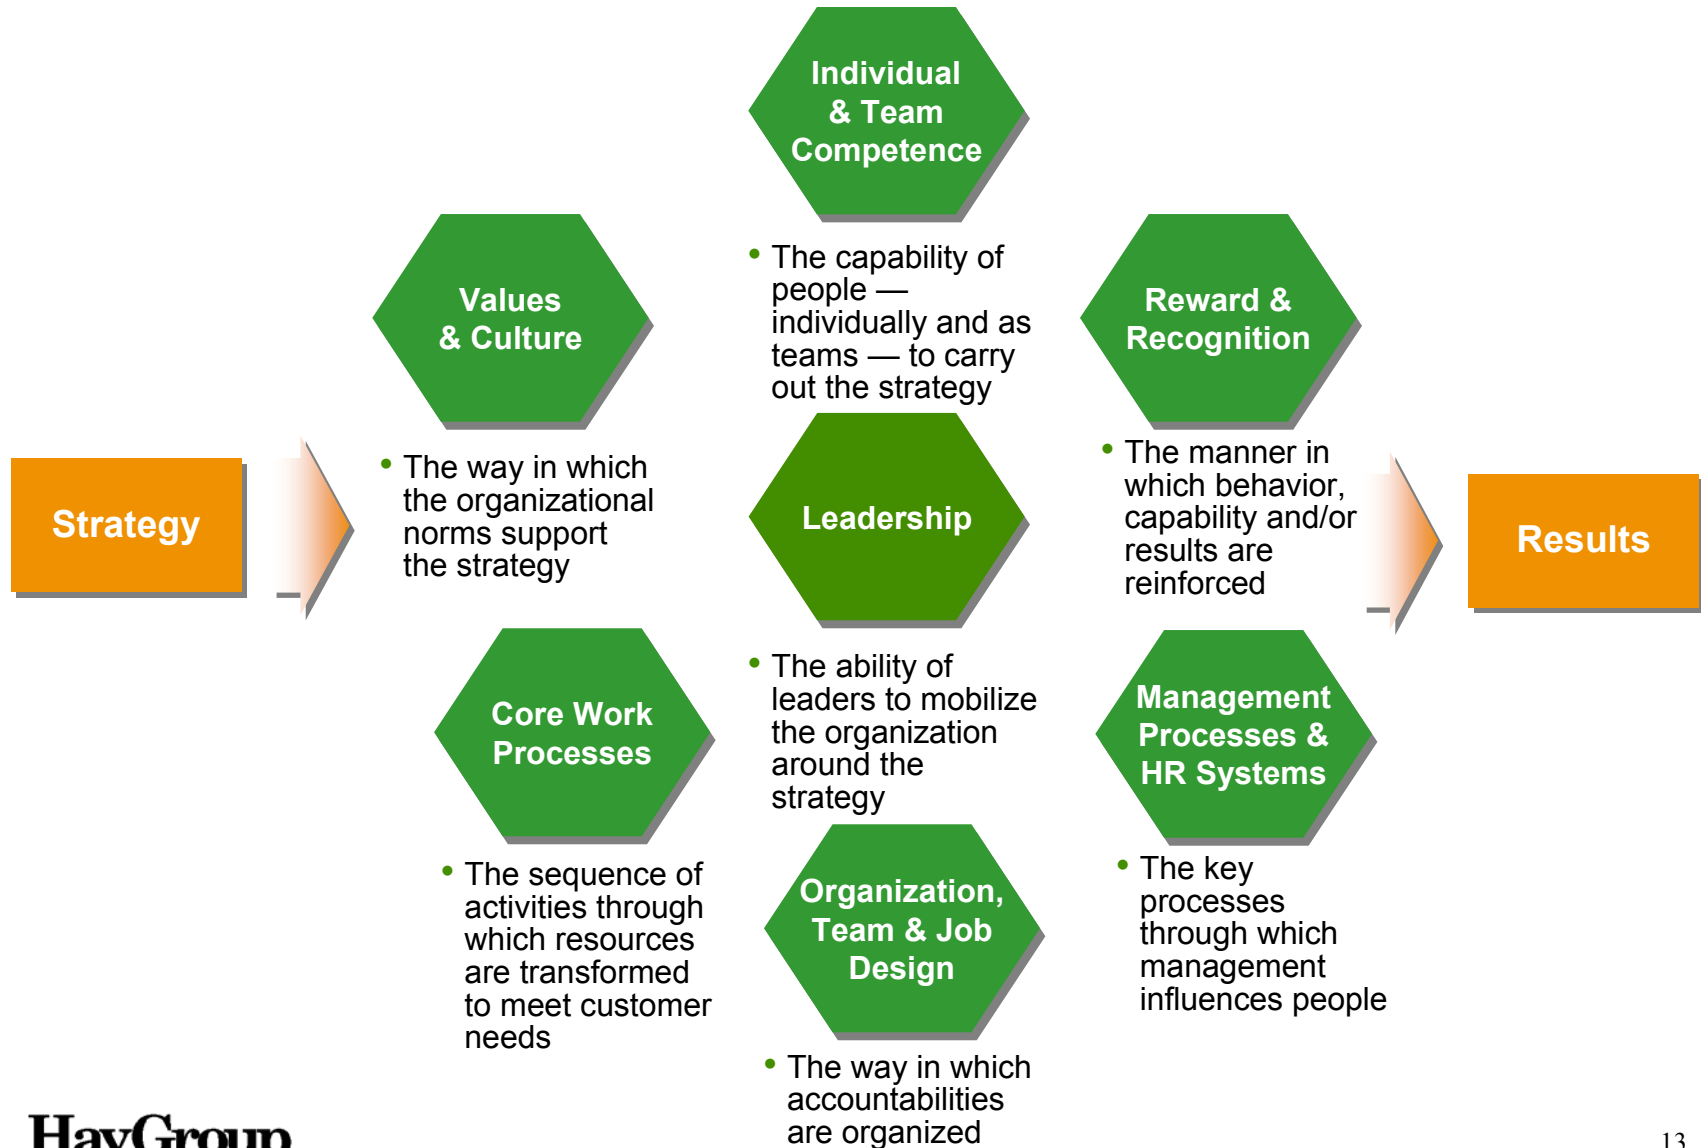 Individual
& Team
Competence
• The capability of
people —
individually and as
teams — to carry
out the strategy
Values
& Culture
• The way in which
the organizational
norms support
the strategy
Reward &
Recognition
• The manner in
which behavior,
capability and/or
results are
reinforced
Strategy
Leadership
• The ability of
leaders to mobilize
the organization
around the
strategy
Results
Core Work
Processes
• The sequence of
activities through
which resources
are transformed
to meet customer
needs
Organization,
Team & Job
Design
• The way in which
accountabilities
are organized
Management
Processes &
HR Systems
• The key
processes
through which
management
influences people
HayGroup
13